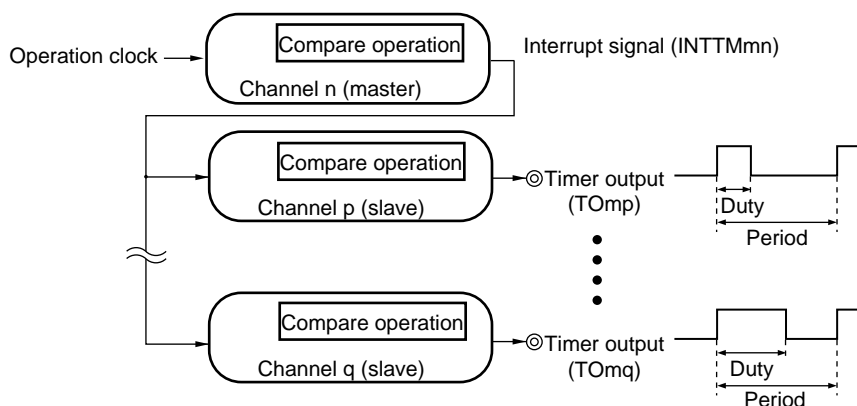 Compare operation
Interrupt signal (INTTMmn)
Operation clock
Channel n (master)
Compare operation
Timer output
(TOmp)
Channel p (slave)
Duty
Period
Compare operation
Timer output
(TOmq)
Channel q (slave)
Duty
Period